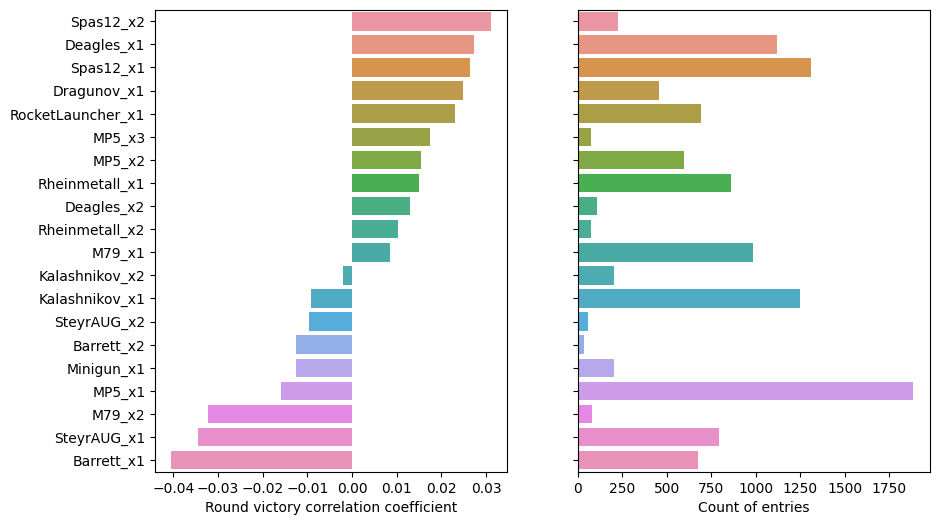 Spas12_x2
Deagles_x1
Spas12_x1
Dragunov_x1
RocketLauncher_x1
MP5_x3
MP5_x2
Rheinmetall_x1
Deagles_x2
Rheinmetall_x2
M79_x1
Kalashnikov_x2
Kalashnikov_x1
SteyrAUG_x2
Barrett_x2
Minigun_x1
MP5_x1
M79_x2
SteyrAUG_x1
Barrett_x1
−0.04 −0.03 −0.02 −0.01 0.00 0.01 0.02 0.03
Round victory correlation coefficient
0 250 500 750 1000 1250 1500 1750
Count of entries